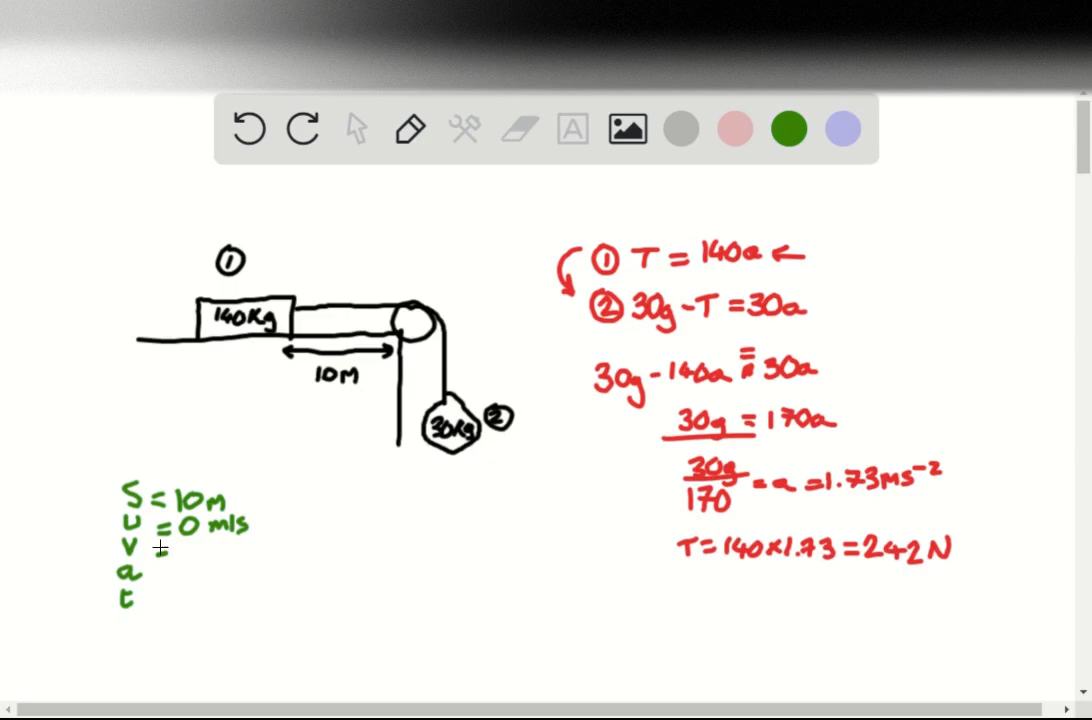 ①
140Kg
10M
30Kg ②
S = 10m
u = 0 m/s
v =
a
t
① T = 140a ←
② 30g - T = 30a
30g - 140a = 30a
30g = 170a
30g/170 = a = 1.73ms⁻²
T = 140×1.73 = 242N